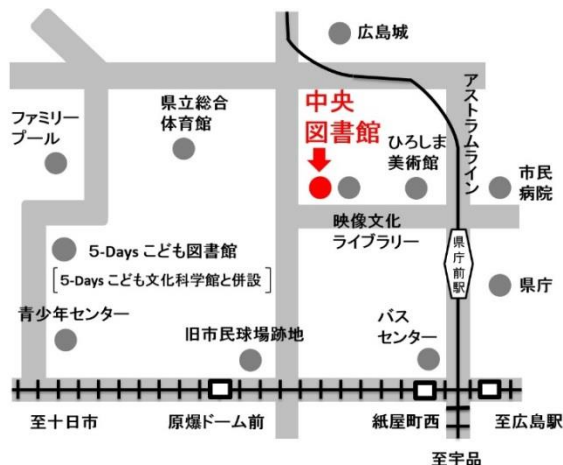 広島城
アストラムライン
中央
図書館
県立総合
体育館
ファミリー
プール
ひろしま
美術館
市民
病院
映像文化
ライブラリー
5-Days こども図書館
5-Days こども文化科学館と併設
県庁前駅
県庁
青少年センター
旧市民球場跡地
バス
センター
至十日市
原爆ドーム前
紙屋町西
至広島駅
至宇品